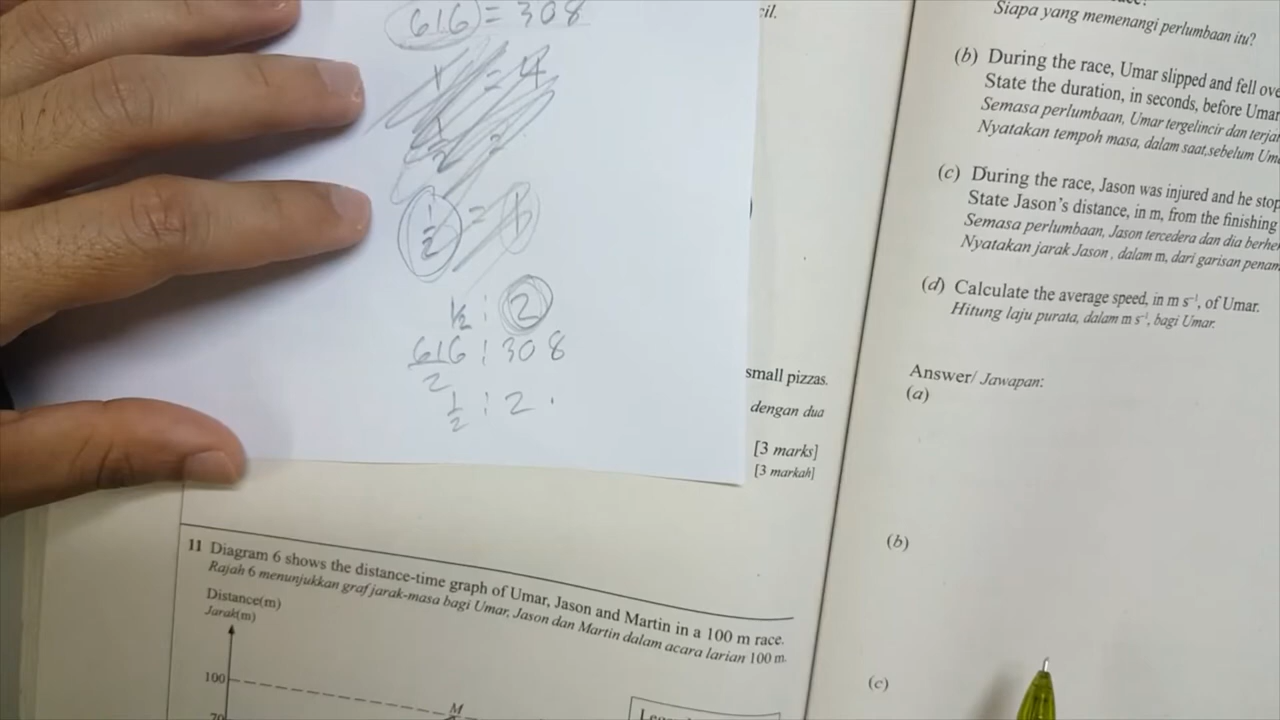 616 = 308
1 = 4
1/2
1/2 = 1
1/2 : 2
616/2 : 308
1/2 : 2 .
cil.
small pizzas.
dengan dua
[3 marks]
[3 markah]
11 Diagram 6 shows the distance-time graph of Umar, Jason and Martin in a 100 m race.
Rajah 6 menunjukkan graf jarak-masa bagi Umar, Jason dan Martin dalam acara larian 100 m.
Distance(m)
Jarak(m)
100
M
70
Siapa yang memenangi perlumbaan itu?
(b) During the race, Umar slipped and fell ove
State the duration, in seconds, before Umar
Semasa perlumbaan, Umar tergelincir dan terja
Nyatakan tempoh masa, dalam saat, sebelum Um
(c) During the race, Jason was injured and he stop
State Jason's distance, in m, from the finishing
Semasa perlumbaan, Jason tercedera dan dia berhe
Nyatakan jarak Jason , dalam m, dari garisan penam
(d) Calculate the average speed, in m s⁻¹, of Umar.
Hitung laju purata, dalam m s⁻¹, bagi Umar.
Answer/ Jawapan:
(a)
(b)
(c)